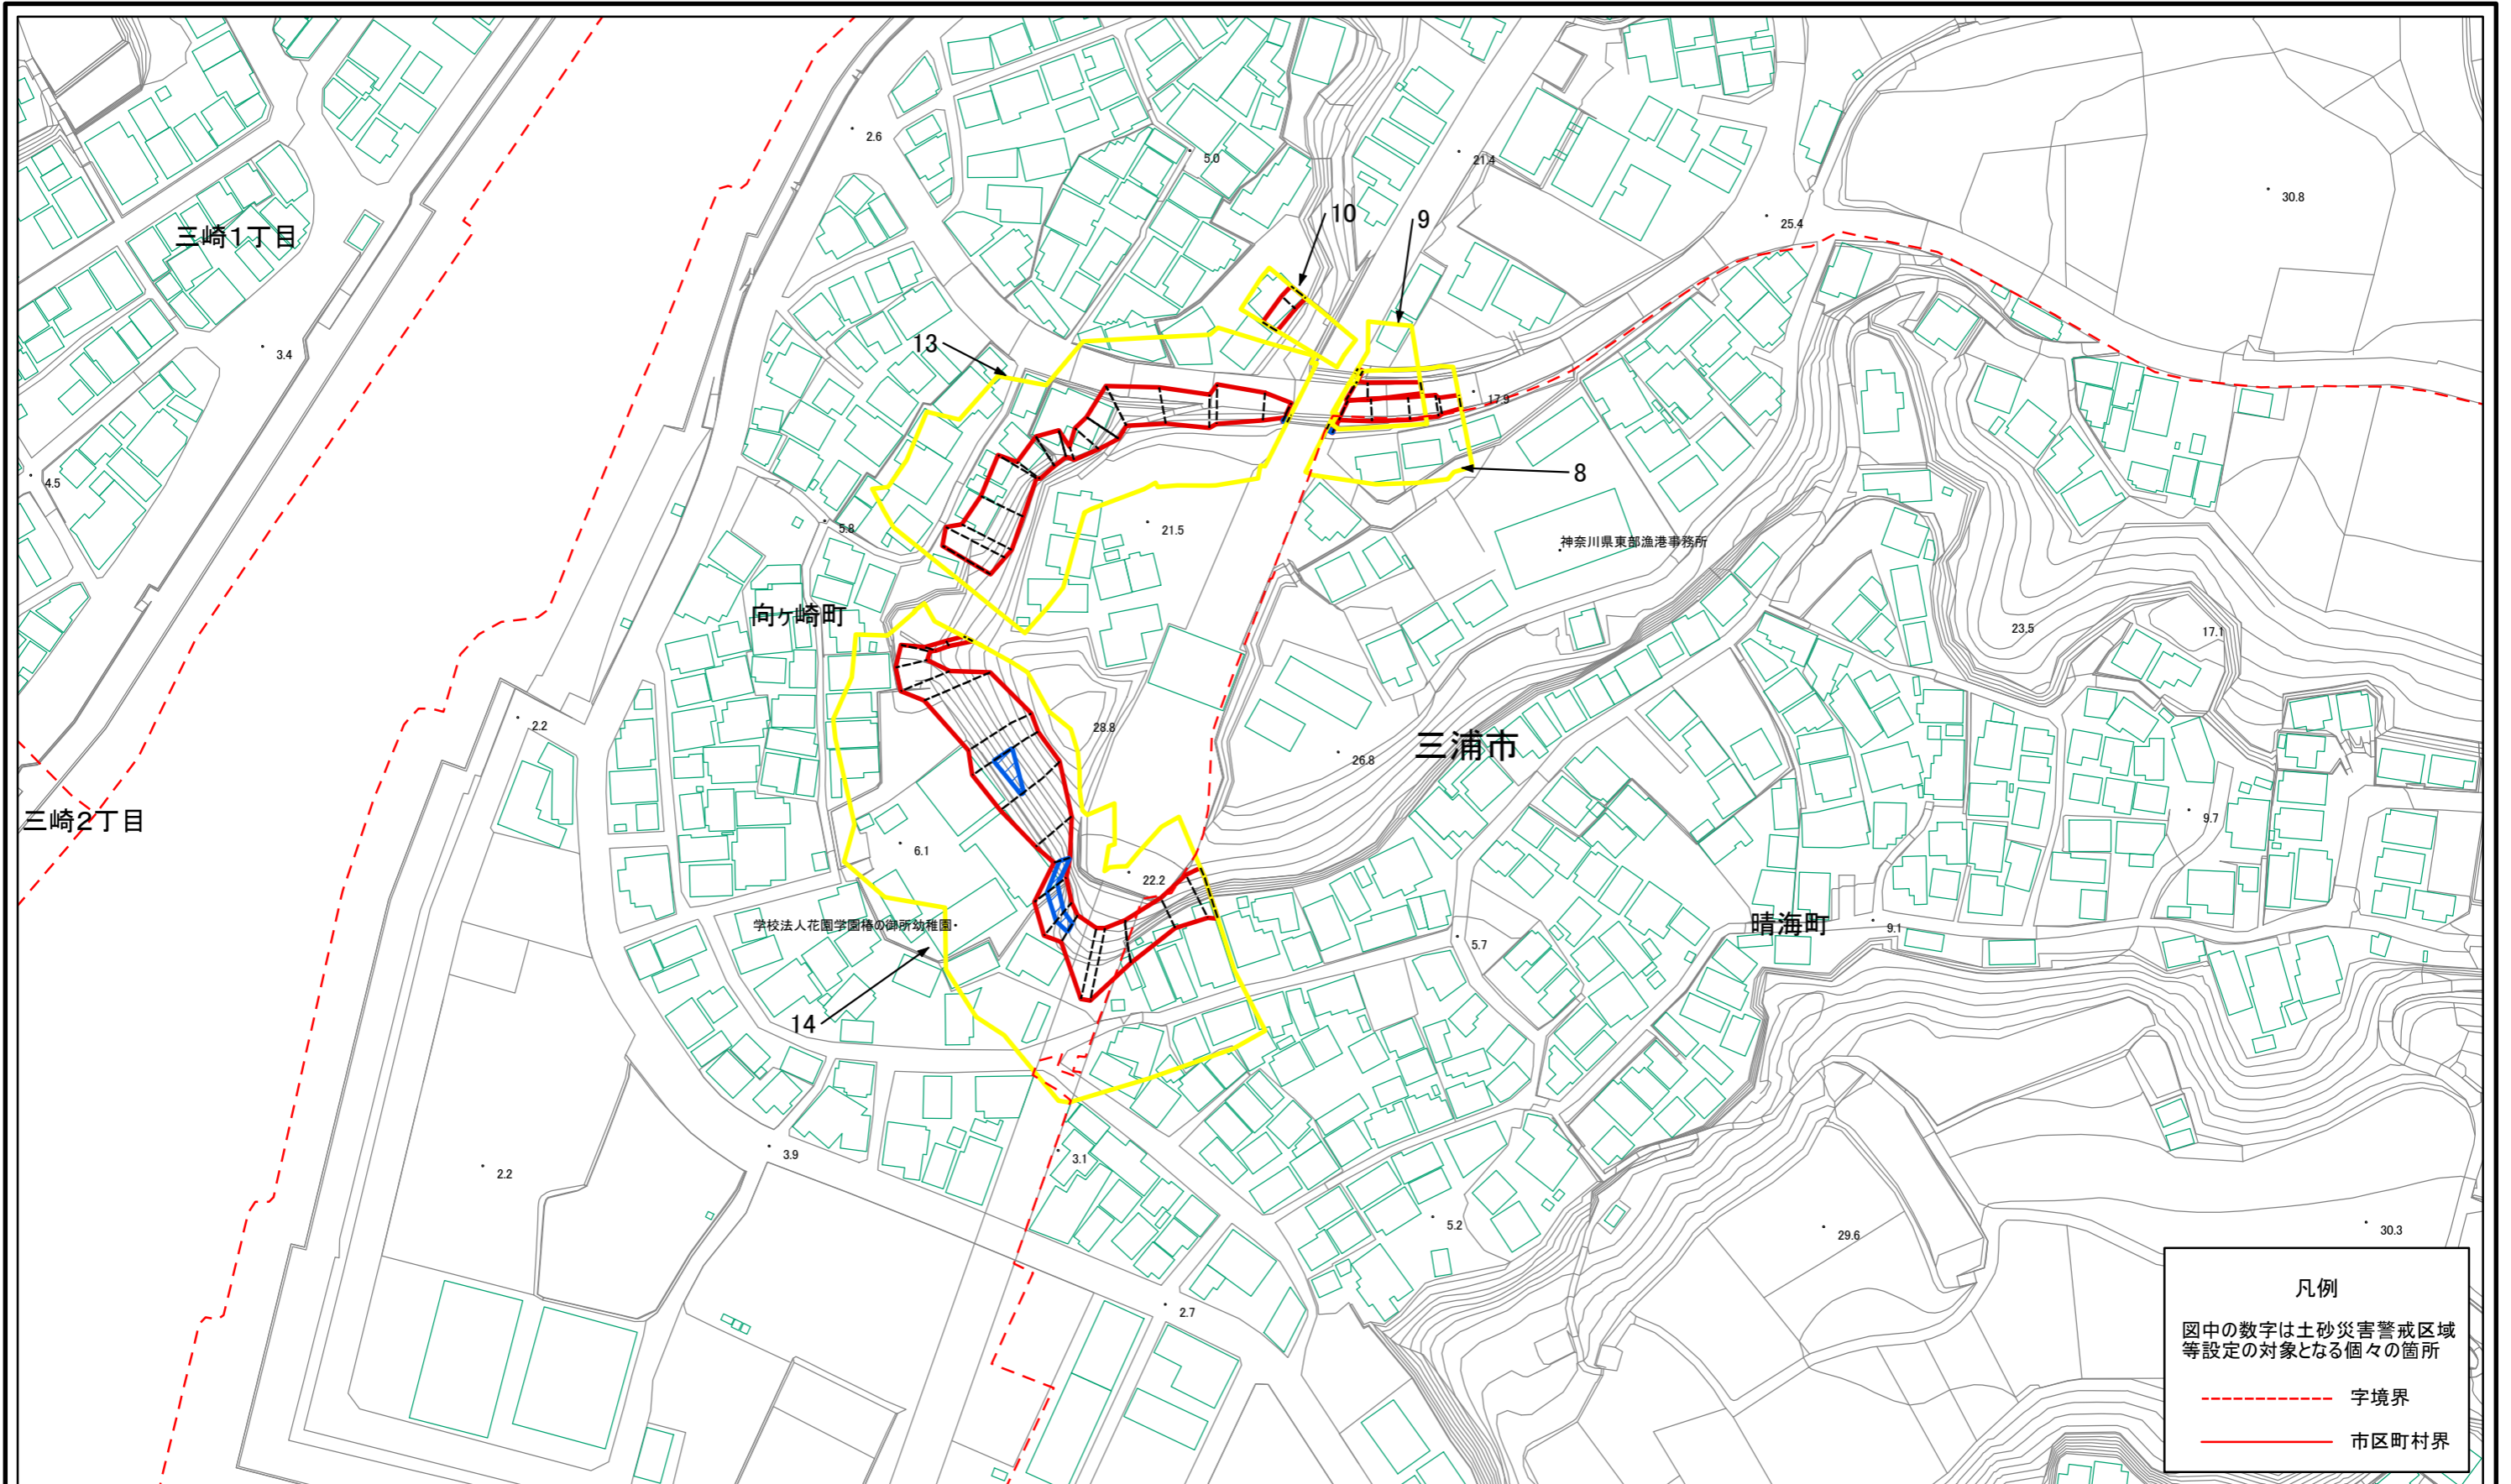 2.6
5.0
21.4
30.8
10
9
25.4
三崎1丁目
13
3.4
17.9
8
4.5
5.8
21.5
神奈川県東部漁港事務所
向ヶ崎町
23.5
17.1
2.2
28.8
三浦市
26.8
三崎2丁目
9.7
6.1
22.2
学校法人花園学園椿の御所幼稚園
晴海町
9.1
5.7
14
3.9
3.1
2.2
5.2
29.6
30.3
2.7
凡例
図中の数字は土砂災害警戒区域
等設定の対象となる個々の箇所
字境界
市区町村界